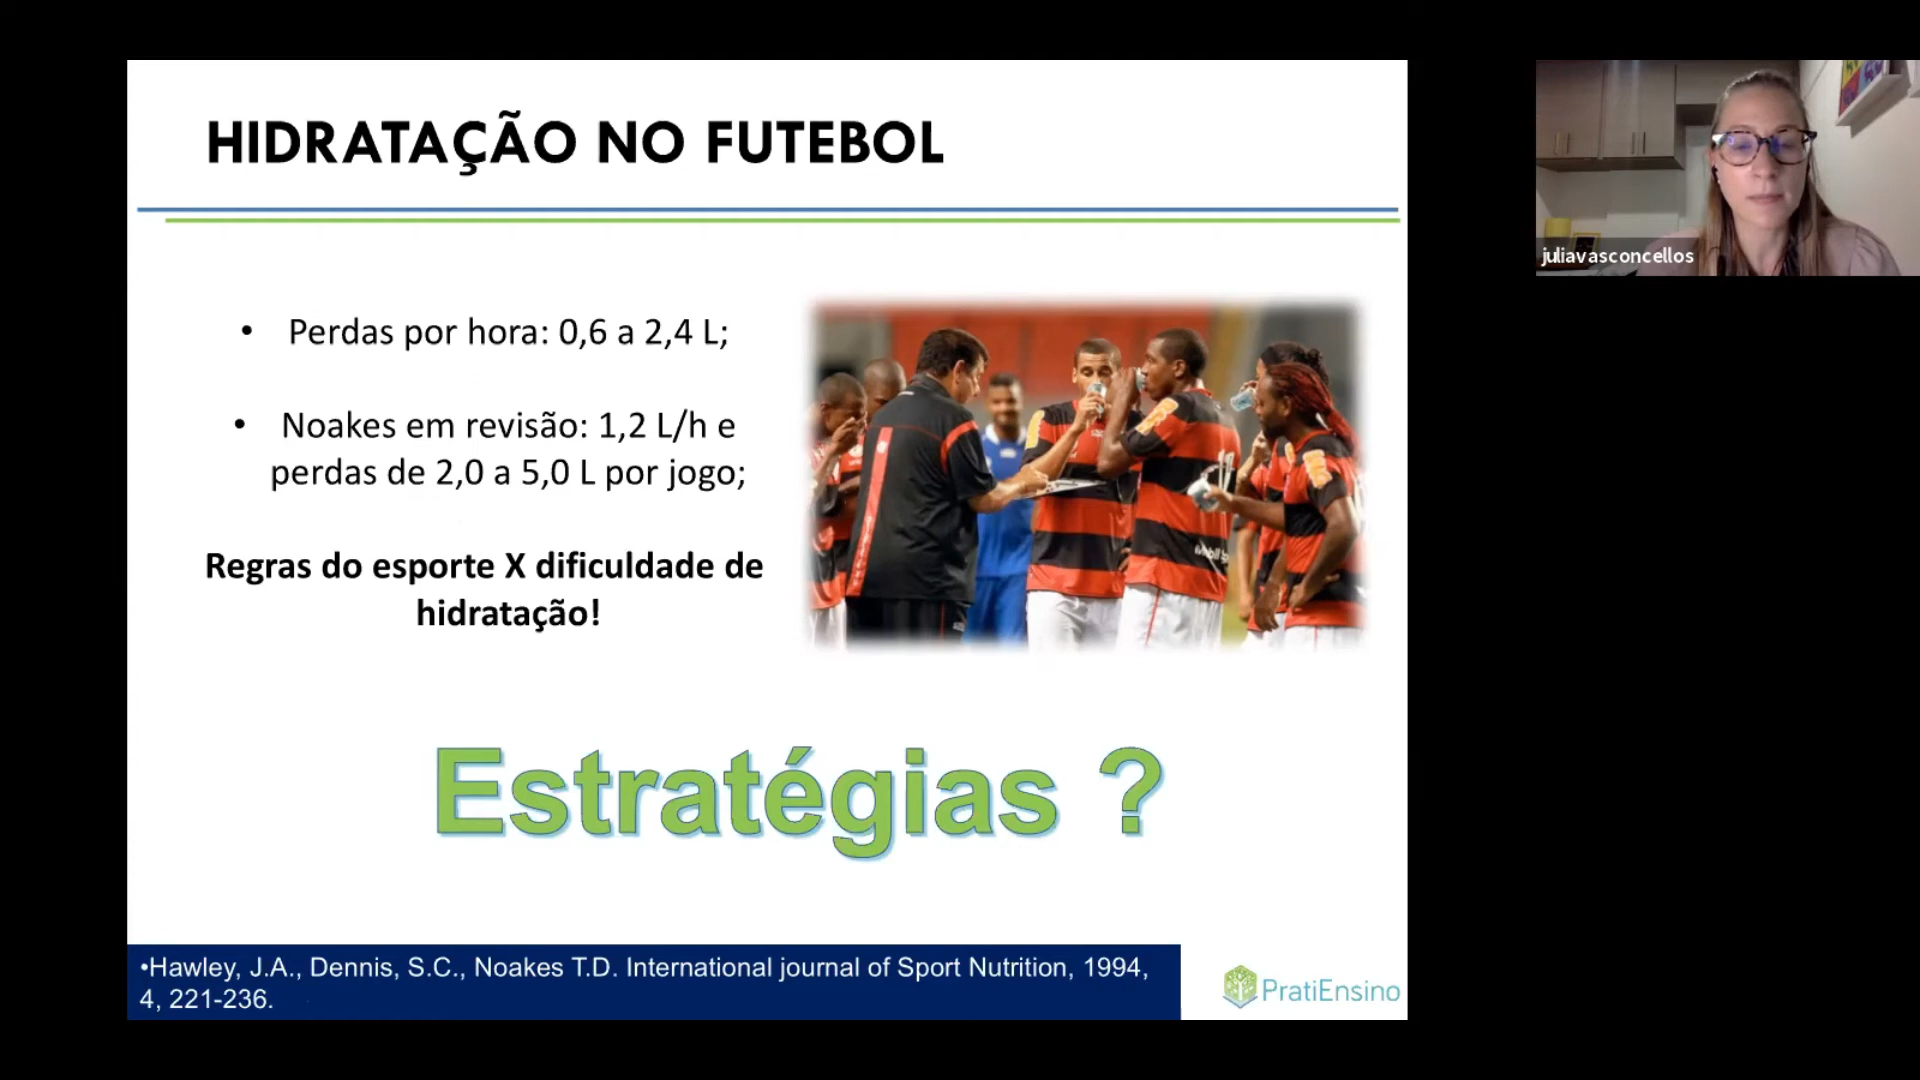 HIDRATAÇÃO NO FUTEBOL
juliavasconcellos
• Perdas por hora: 0,6 a 2,4 L;
• Noakes em revisão: 1,2 L/h e
perdas de 2,0 a 5,0 L por jogo;
Regras do esporte X dificuldade de
hidratação!
Estratégias ?
•Hawley, J.A., Dennis, S.C., Noakes T.D. International journal of Sport Nutrition, 1994,
4, 221-236.
PratiEnsino